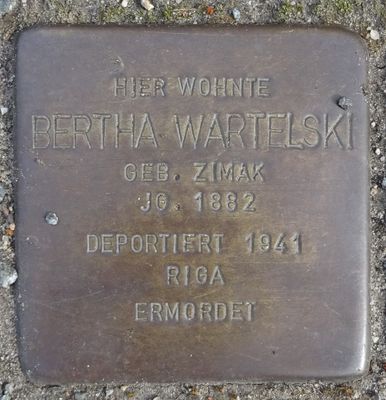 HIER WOHNTE
BERTHA WARTELSKI
GEB. ZIMAK
JG. 1882
DEPORTIERT 1941
RIGA
ERMORDET